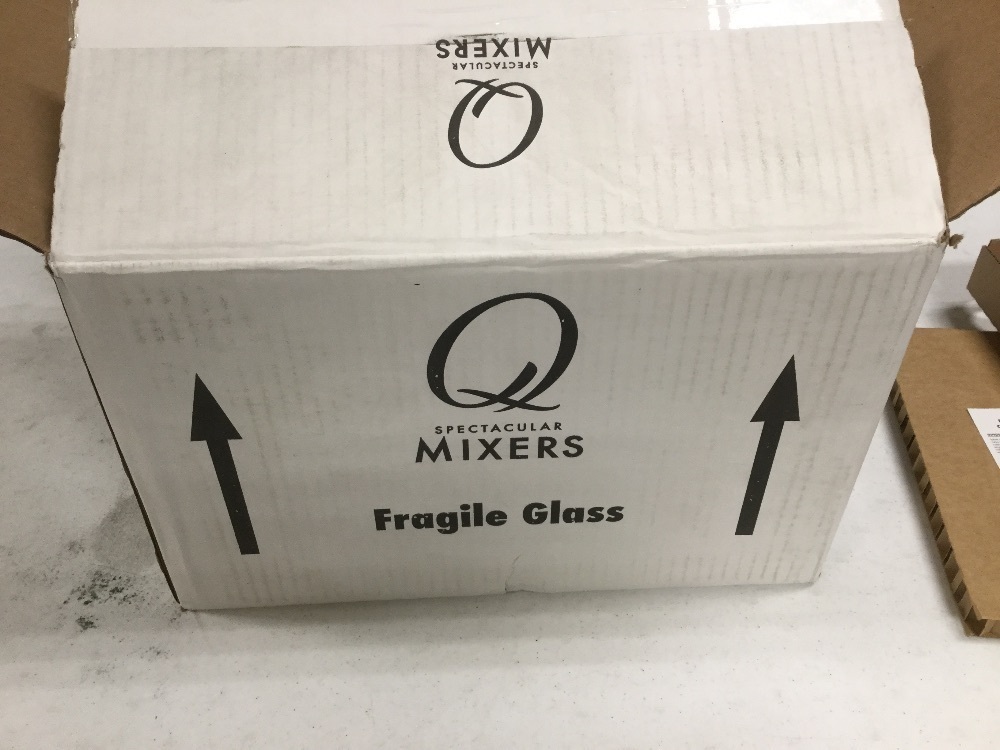 MIXERS
SPECTACULAR
Q
Q
SPECTACULAR
MIXERS
Fragile Glass